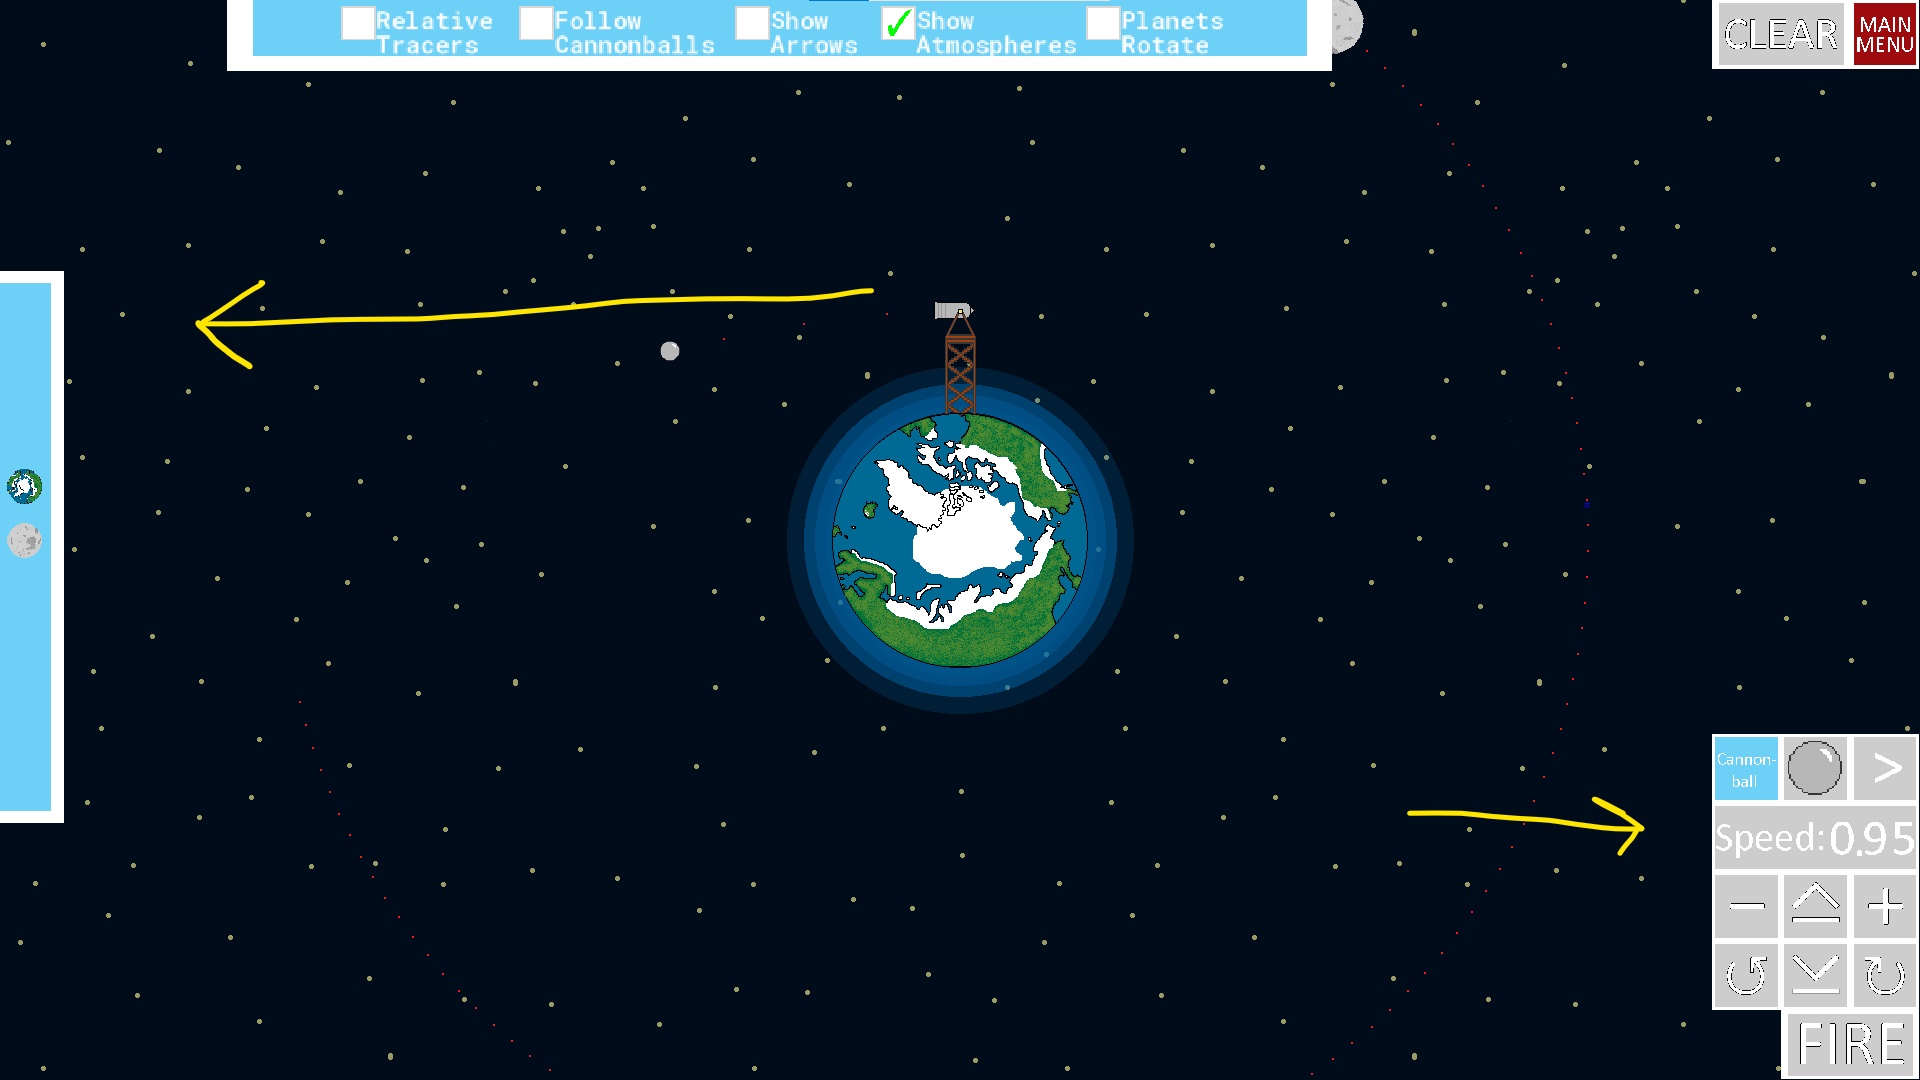 Relative
Tracers
Follow
Cannonballs
Show
Arrows
Show
Atmospheres
Planets
Rotate
CLEAR
MAIN
MENU
Cannon-
ball
>
Speed:0.95
− +
FIRE